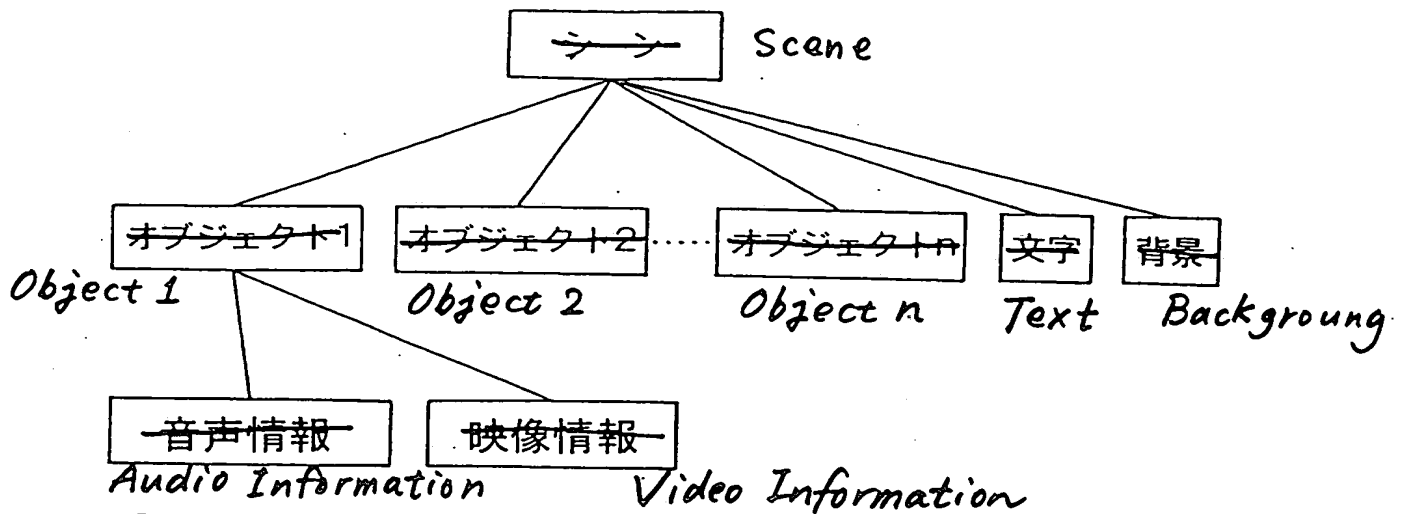 シーン Scene
オブジェクト1 オブジェクト2 ...... オブジェクトn 文字 背景
Object 1 Object 2 Object n Text Backgroung
音声情報 映像情報
Audio Information Video Information